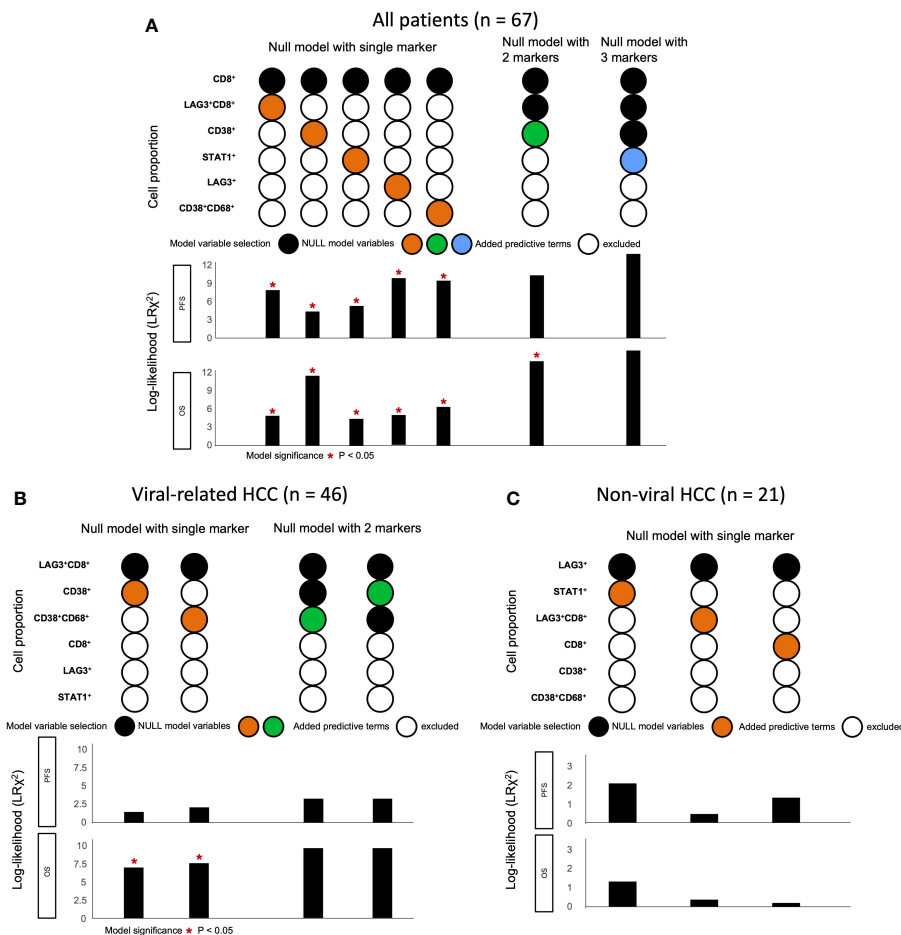 A
All patients (n = 67)
Null model with single marker
Null model with
2 markers
Null model with
3 markers
Cell proportion
CD8⁺
LAG3⁺CD8⁺
CD38⁺
STAT1⁺
LAG3⁺
CD38⁺CD68⁺
Model variable selection NULL model variables Added predictive terms excluded
Log-likelihood (LRχ²)
PFS
12
9
6
3
0
* * * * *
OS
12
9
6
3
0
* * * * * *
Model significance * P < 0.05
B
Viral-related HCC (n = 46)
Null model with single marker
Null model with 2 markers
Cell proportion
LAG3⁺CD8⁺
CD38⁺
CD38⁺CD68⁺
CD8⁺
LAG3⁺
STAT1⁺
Model variable selection NULL model variables Added predictive terms excluded
Log-likelihood (LRχ²)
PFS
10
7.5
5
2.5
0
OS
10
7.5
5
2.5
0
* *
Model significance * P < 0.05
C
Non-viral HCC (n = 21)
Null model with single marker
Cell proportion
LAG3⁺
STAT1⁺
LAG3⁺CD8⁺
CD8⁺
CD38⁺
CD38⁺CD68⁺
Model variable selection NULL model variables Added predictive terms exclude
Log-likelihood (LRχ²)
PFS
3
2
1
0
OS
3
2
1
0